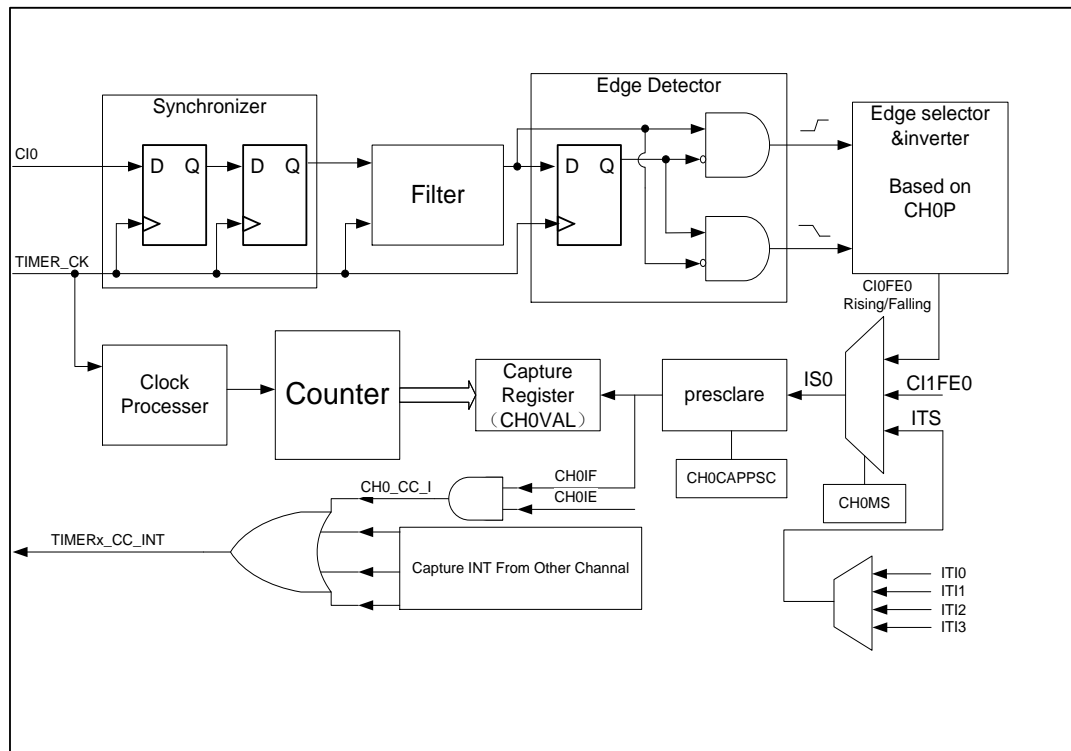 Synchronizer
Edge Detector
Edge selector
&inverter
Based on
CH0P
CI0
D Q
D Q
Filter
D Q
TIMER_CK
CI0FE0
Rising/Falling
Clock
Processer
Counter
Capture
Register
（CH0VAL）
presclare
IS0
CI1FE0
ITS
CH0CAPPSC
CH0MS
CH0_CC_I
CH0IF
CH0IE
TIMERx_CC_INT
Capture INT From Other Channal
ITI0
ITI1
ITI2
ITI3